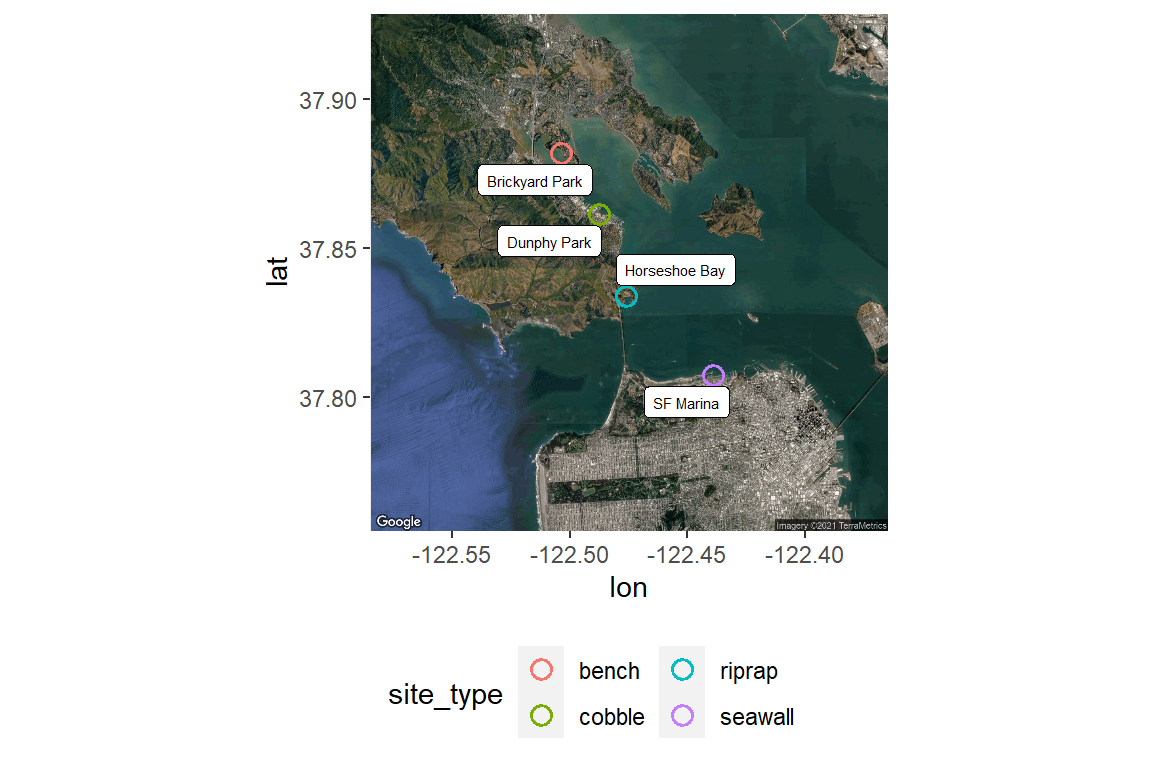 37.90
37.85
37.80
lat
Brickyard Park
Dunphy Park
Horseshoe Bay
SF Marina
Google
Imagery ©2021 TerraMetrics
-122.55 -122.50 -122.45 -122.40
lon
site_type
bench riprap
cobble seawall